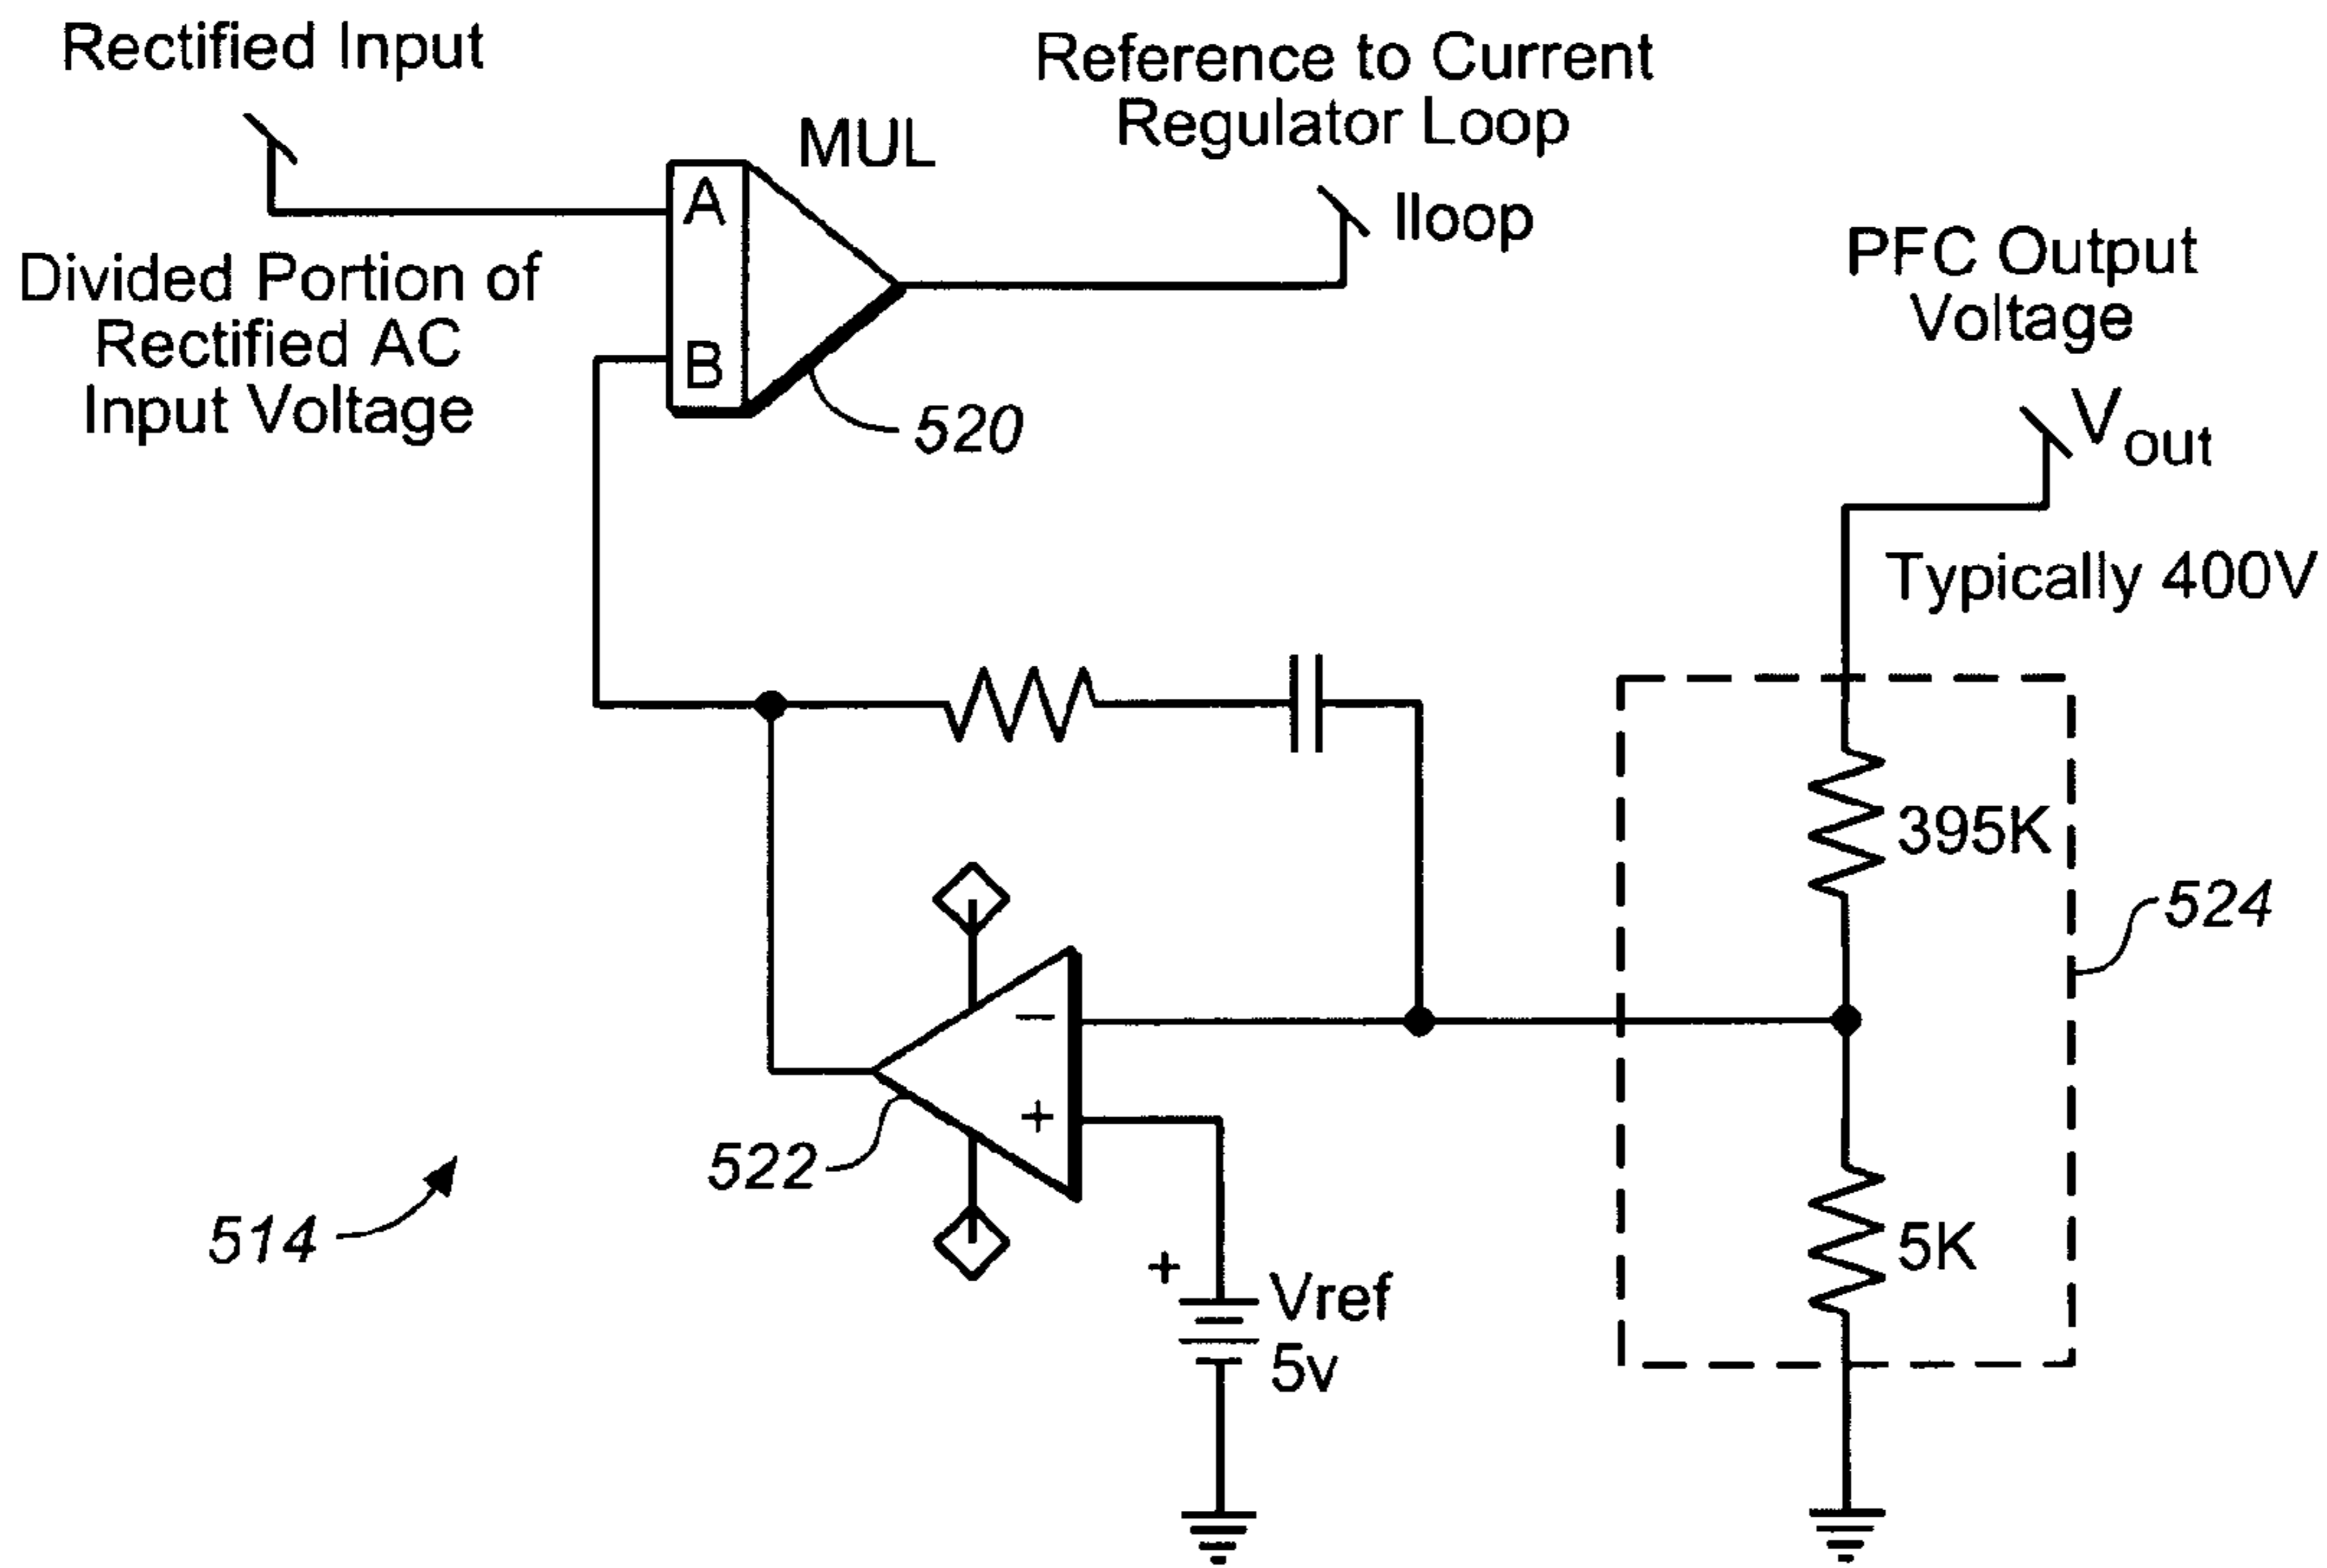 Rectified Input
Reference to Current
Regulator Loop
MUL
A
Iloop
Divided Portion of
Rectified AC
Input Voltage
B
520
PFC Output
Voltage
Vout
Typically 400V
395K
524
−
+
522
514
5K
+
Vref
5v